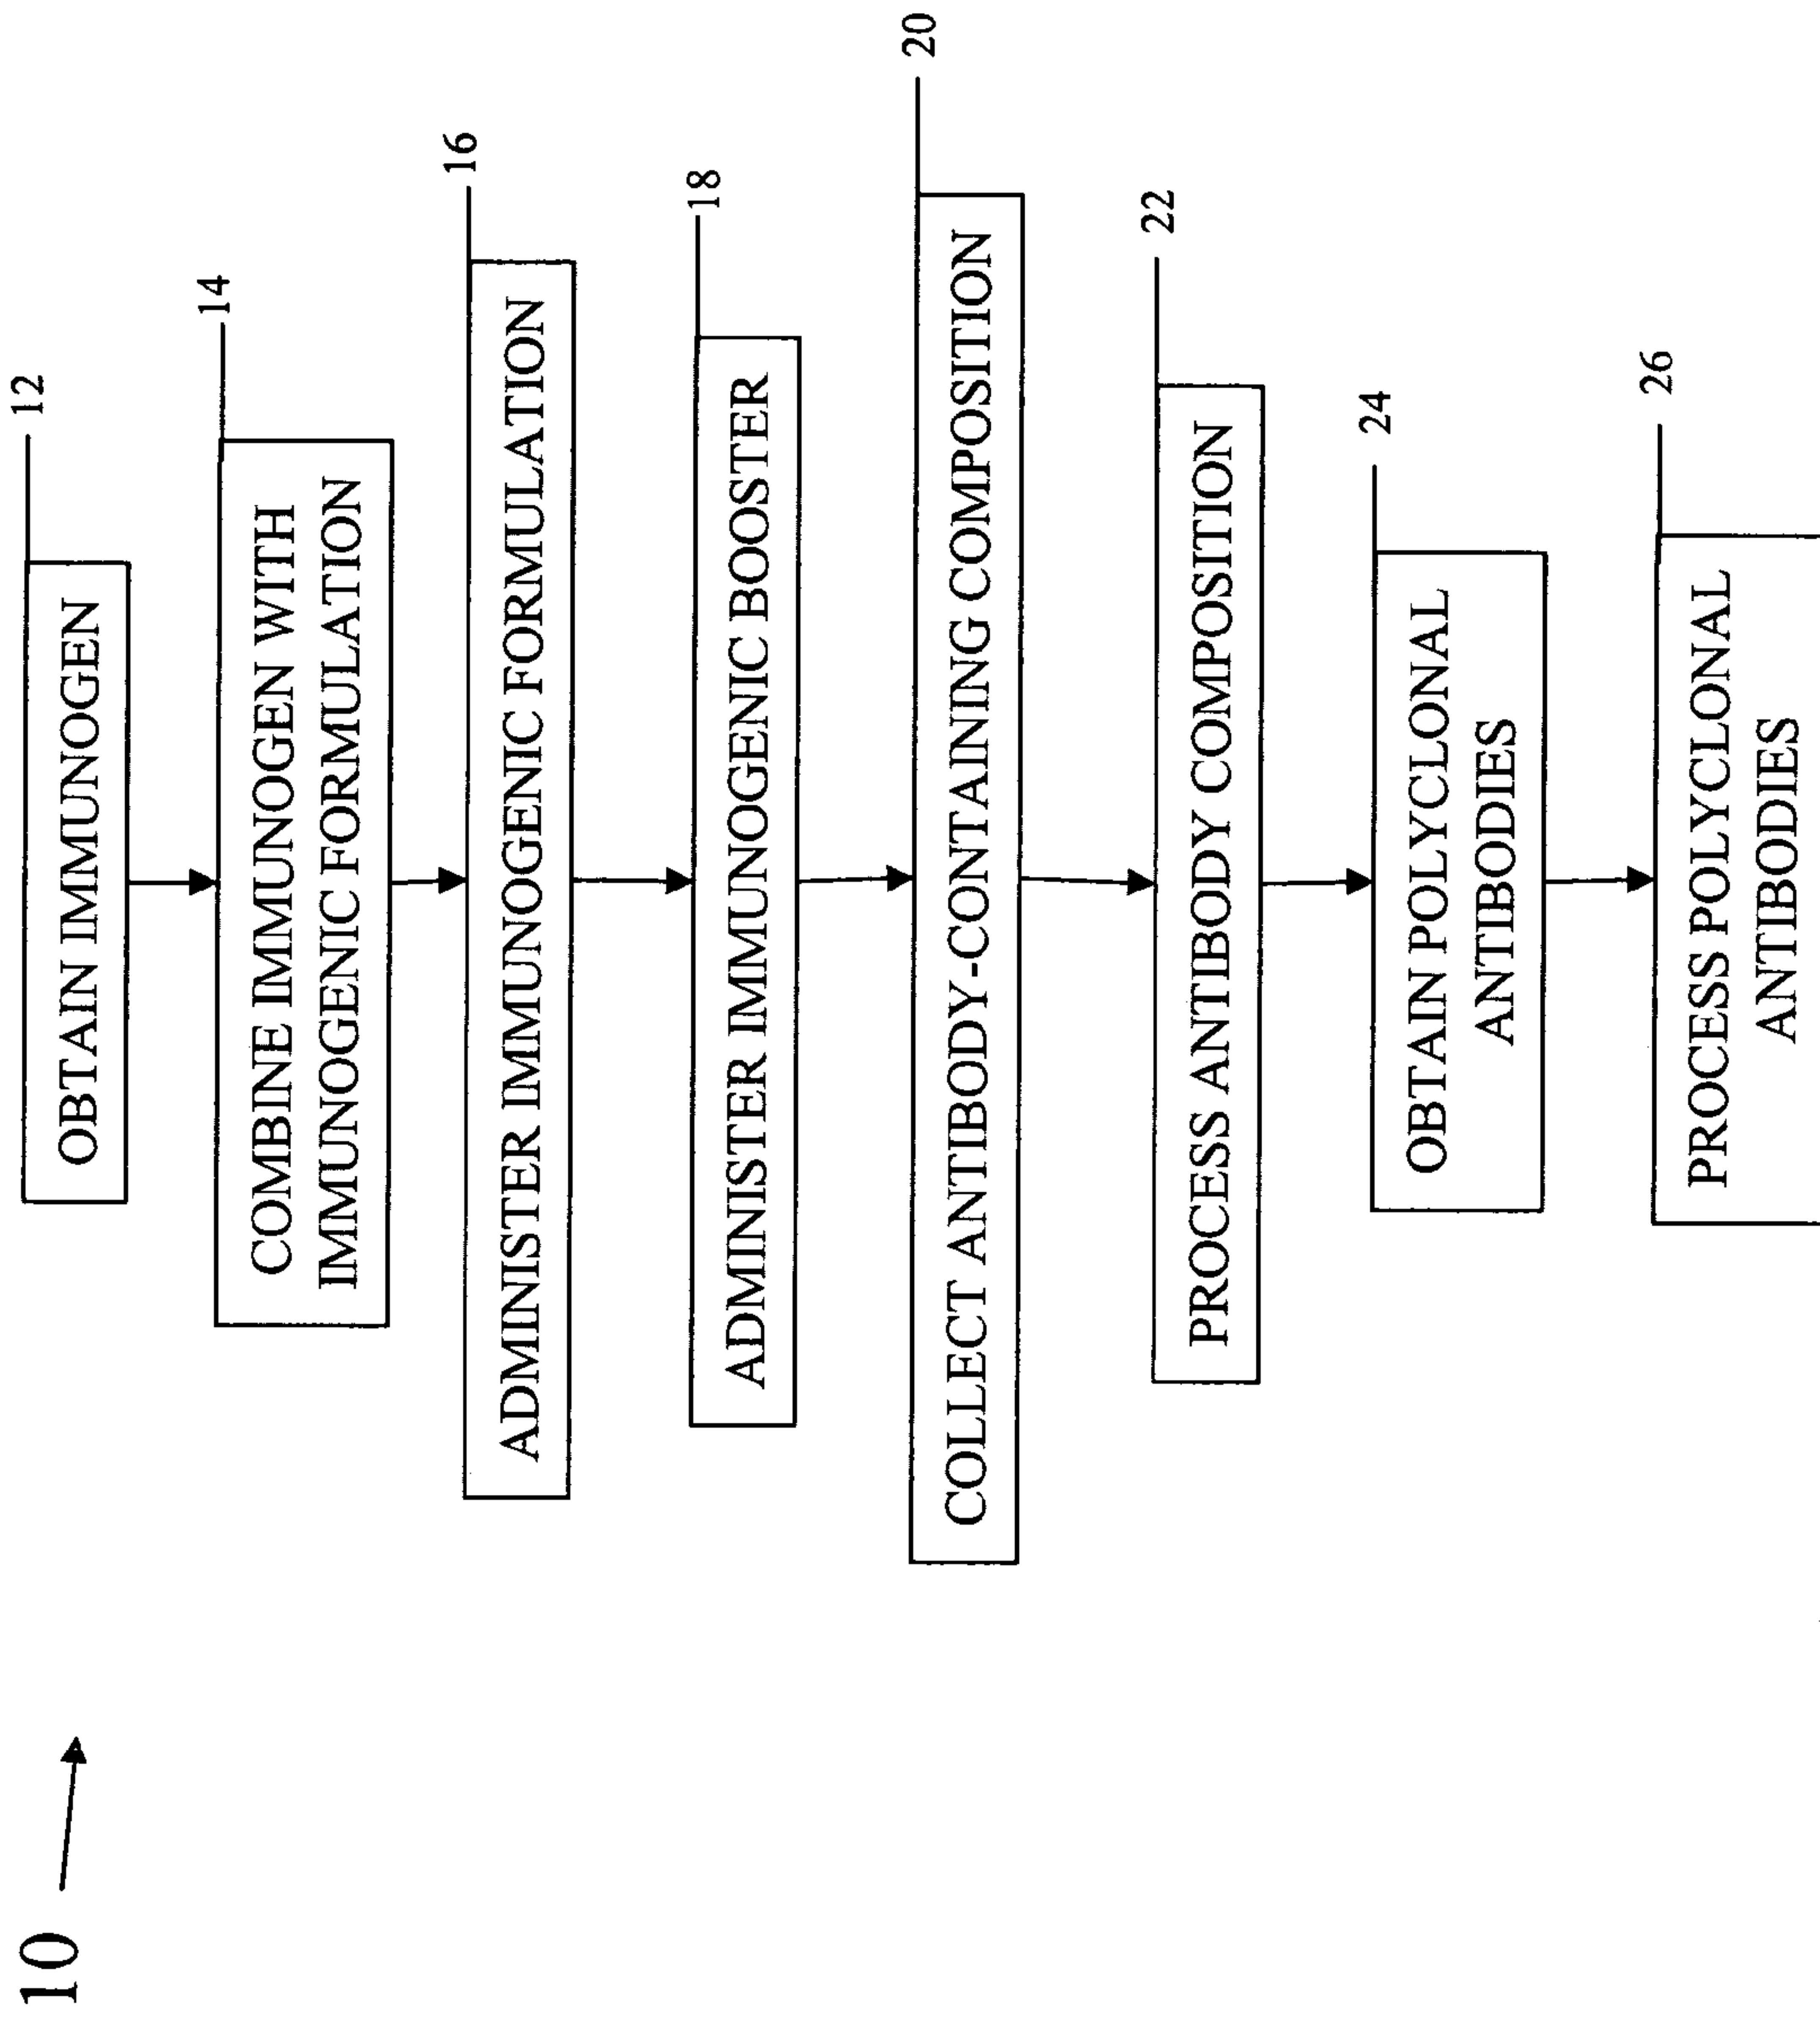 10
12
OBTAIN IMMUNOGEN
14
COMBINE IMMUNOGEN WITH
IMMUNOGENIC FORMULATION
16
ADMINISTER IMMUNOGENIC FORMULATION
18
ADMINISTER IMMUNOGENIC BOOSTER
20
COLLECT ANTIBODY-CONTAINING COMPOSITION
22
PROCESS ANTIBODY COMPOSITION
24
OBTAIN POLYCLONAL
ANTIBODIES
26
PROCESS POLYCLONAL
ANTIBODIES